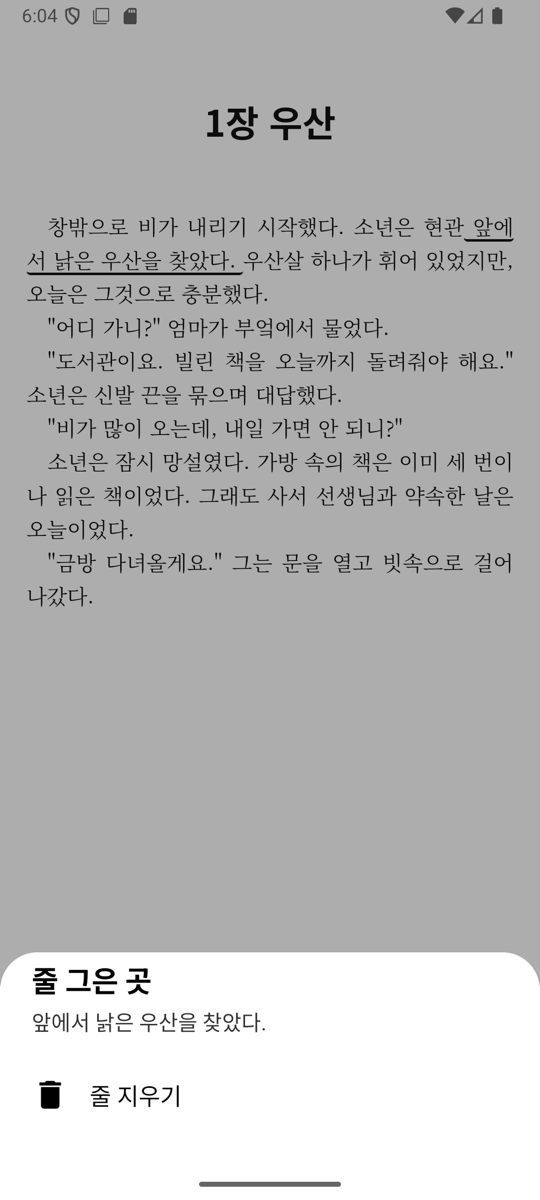 6:04
1장 우산
창밖으로 비가 내리기 시작했다. 소년은 현관 앞에
서 낡은 우산을 찾았다. 우산살 하나가 휘어 있었지만,
오늘은 그것으로 충분했다.
"어디 가니?" 엄마가 부엌에서 물었다.
"도서관이요. 빌린 책을 오늘까지 돌려줘야 해요."
소년은 신발 끈을 묶으며 대답했다.
"비가 많이 오는데, 내일 가면 안 되니?"
소년은 잠시 망설였다. 가방 속의 책은 이미 세 번이
나 읽은 책이었다. 그래도 사서 선생님과 약속한 날은
오늘이었다.
"금방 다녀올게요." 그는 문을 열고 빗속으로 걸어
나갔다.
줄 그은 곳
앞에서 낡은 우산을 찾았다.
줄 지우기